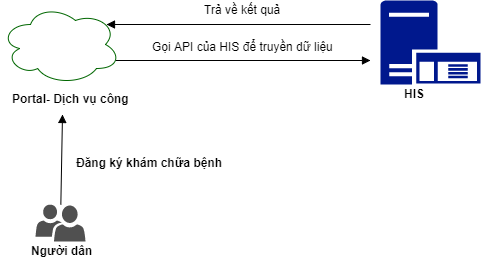 Trả về kết quả
Gọi API của HIS để truyền dữ liệu
Portal- Dịch vụ công
HIS
Đăng ký khám chữa bệnh
Người dân